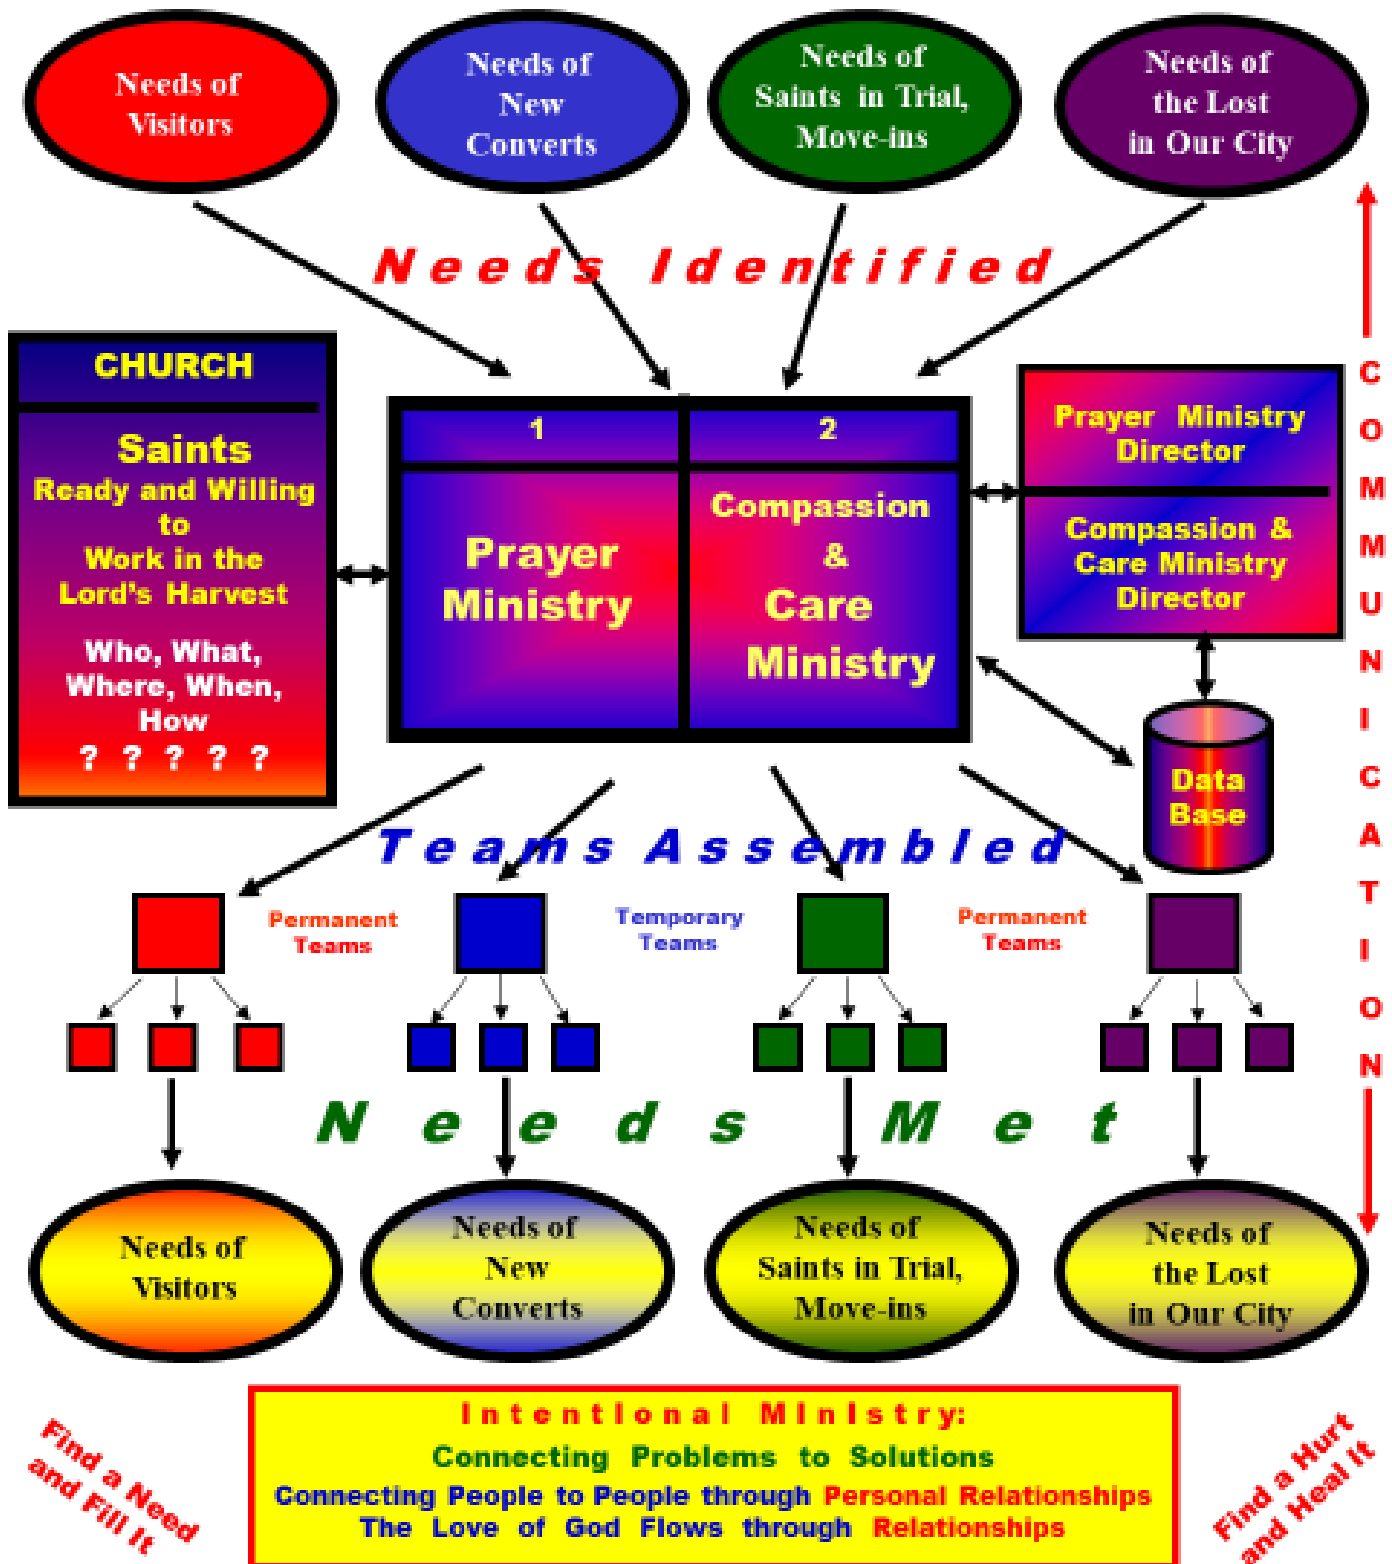 Needs of
Visitors
Needs of
New
Converts
Needs of
Saints in Trial,
Move-ins
Needs of
the Lost
in Our City
Needs Identified
CHURCH
Saints
Ready and Willing
to
Work in the
Lord's Harvest
Who, What,
Where, When,
How
? ? ? ? ?
1
Prayer
Ministry
2
Compassion
&
Care
Ministry
Prayer Ministry
Director
Compassion &
Care Ministry
Director
Data
Base
COMMUNICATION
Teams Assembled
Permanent
Teams
Temporary
Teams
Permanent
Teams
Needs Met
Needs of
Visitors
Needs of
New
Converts
Needs of
Saints in Trial,
Move-ins
Needs of
the Lost
in Our City
Find a Need
and Fill It
Intentional Ministry:
Connecting Problems to Solutions
Connecting People to People through Personal Relationships
The Love of God Flows through Relationships
Find a Hurt
and Heal It